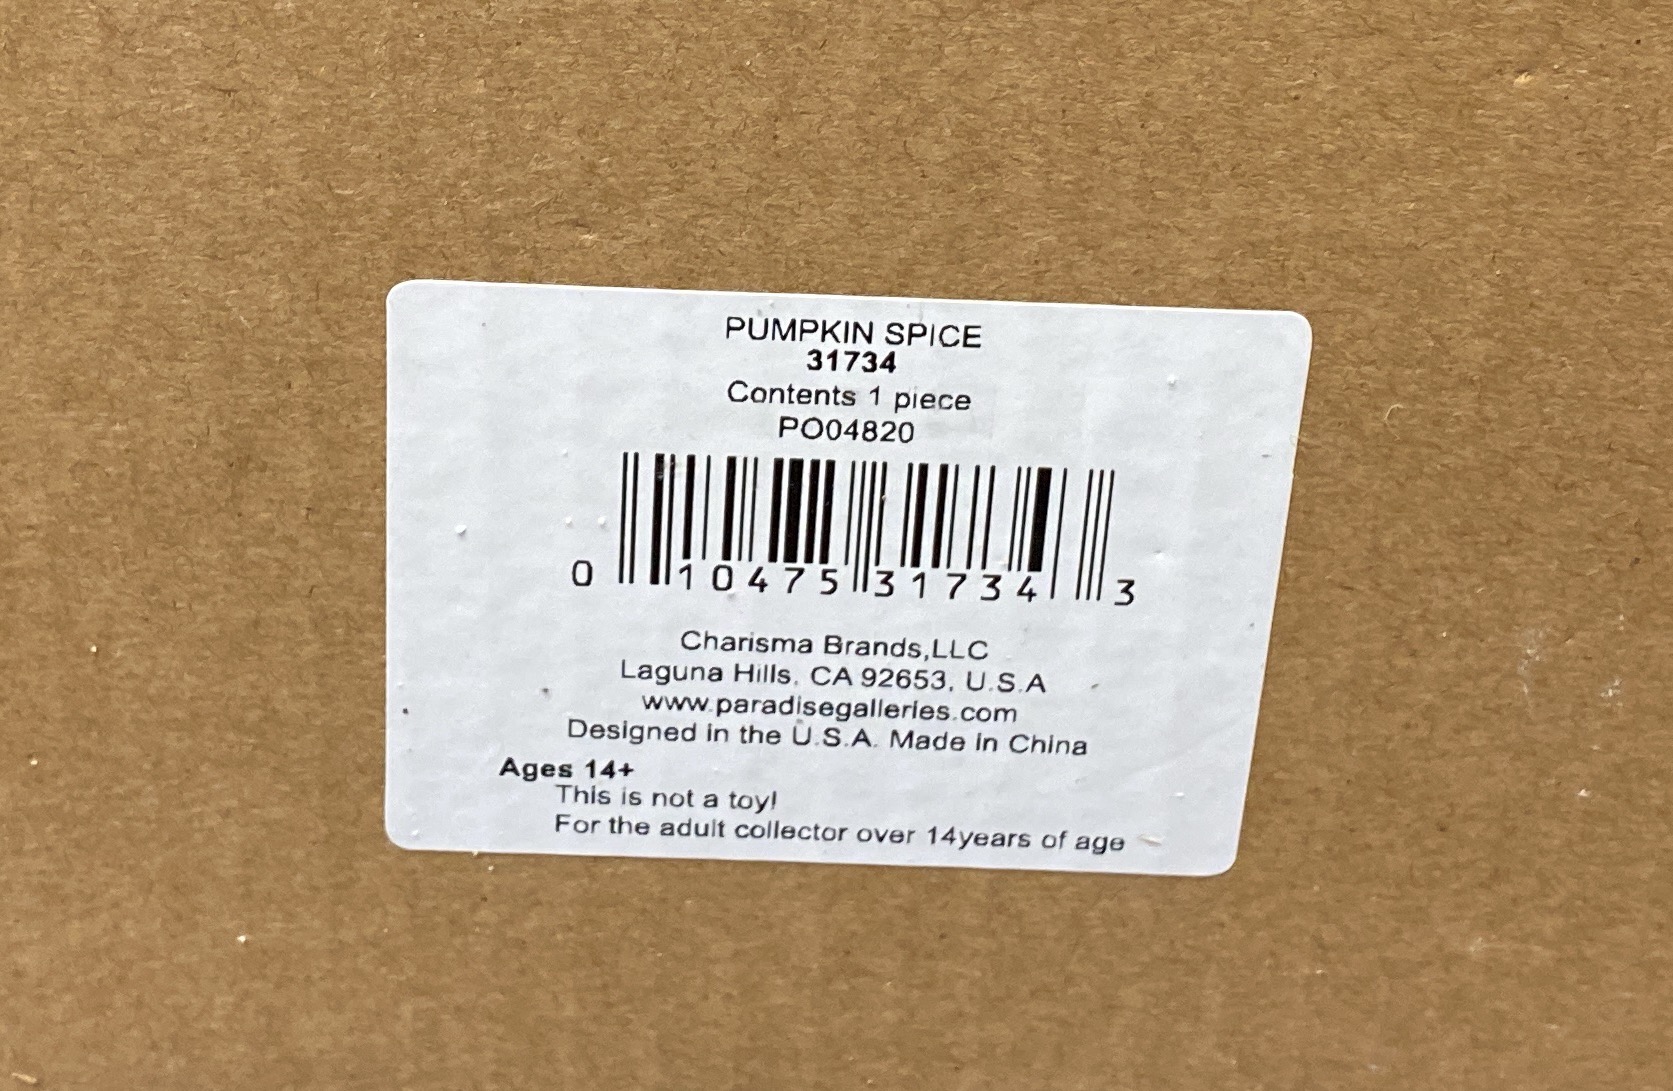 PUMPKIN SPICE
31734
Contents 1 piece
PO04820
0 10475 31734 3
Charisma Brands,LLC
Laguna Hills, CA 92653, U.S.A
www.paradisegalleries.com
Designed in the U.S.A. Made in China
Ages 14+
This is not a toy!
For the adult collector over 14years of age